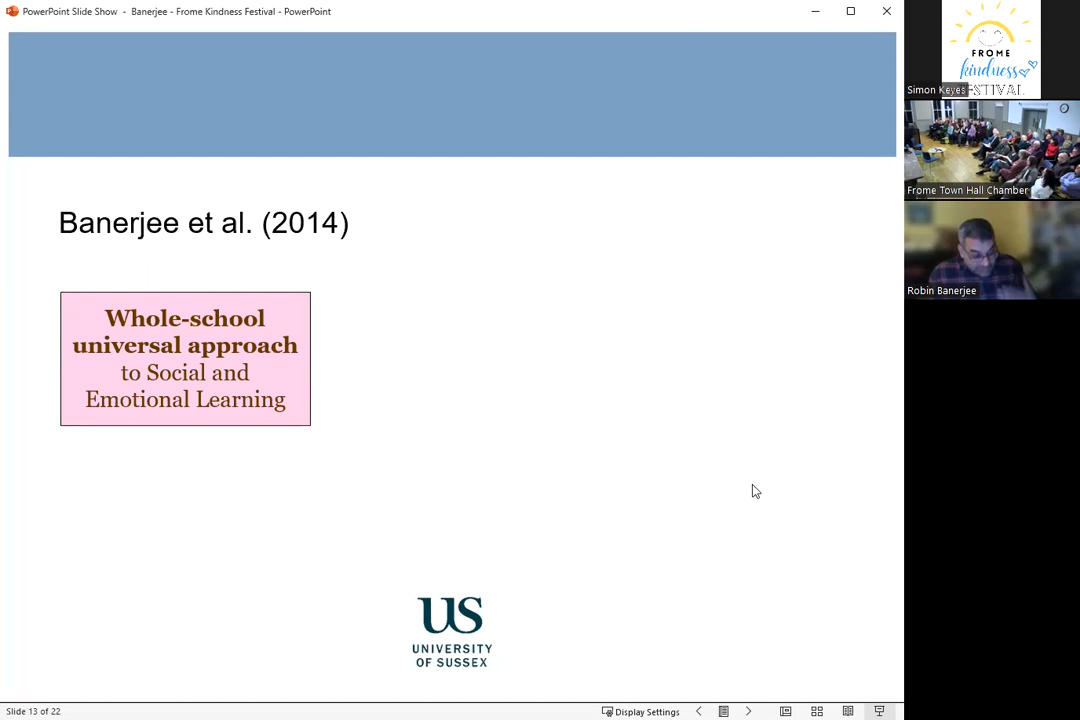 PowerPoint Slide Show - Banerjee - Frome Kindness Festival - PowerPoint
Banerjee et al. (2014)
Whole-school
universal approach
to Social and
Emotional Learning
US
UNIVERSITY
OF SUSSEX
Slide 13 of 22
Display Settings
FROME
kindness
FESTIVAL
Simon Keyes
Frome Town Hall Chamber
Robin Banerjee